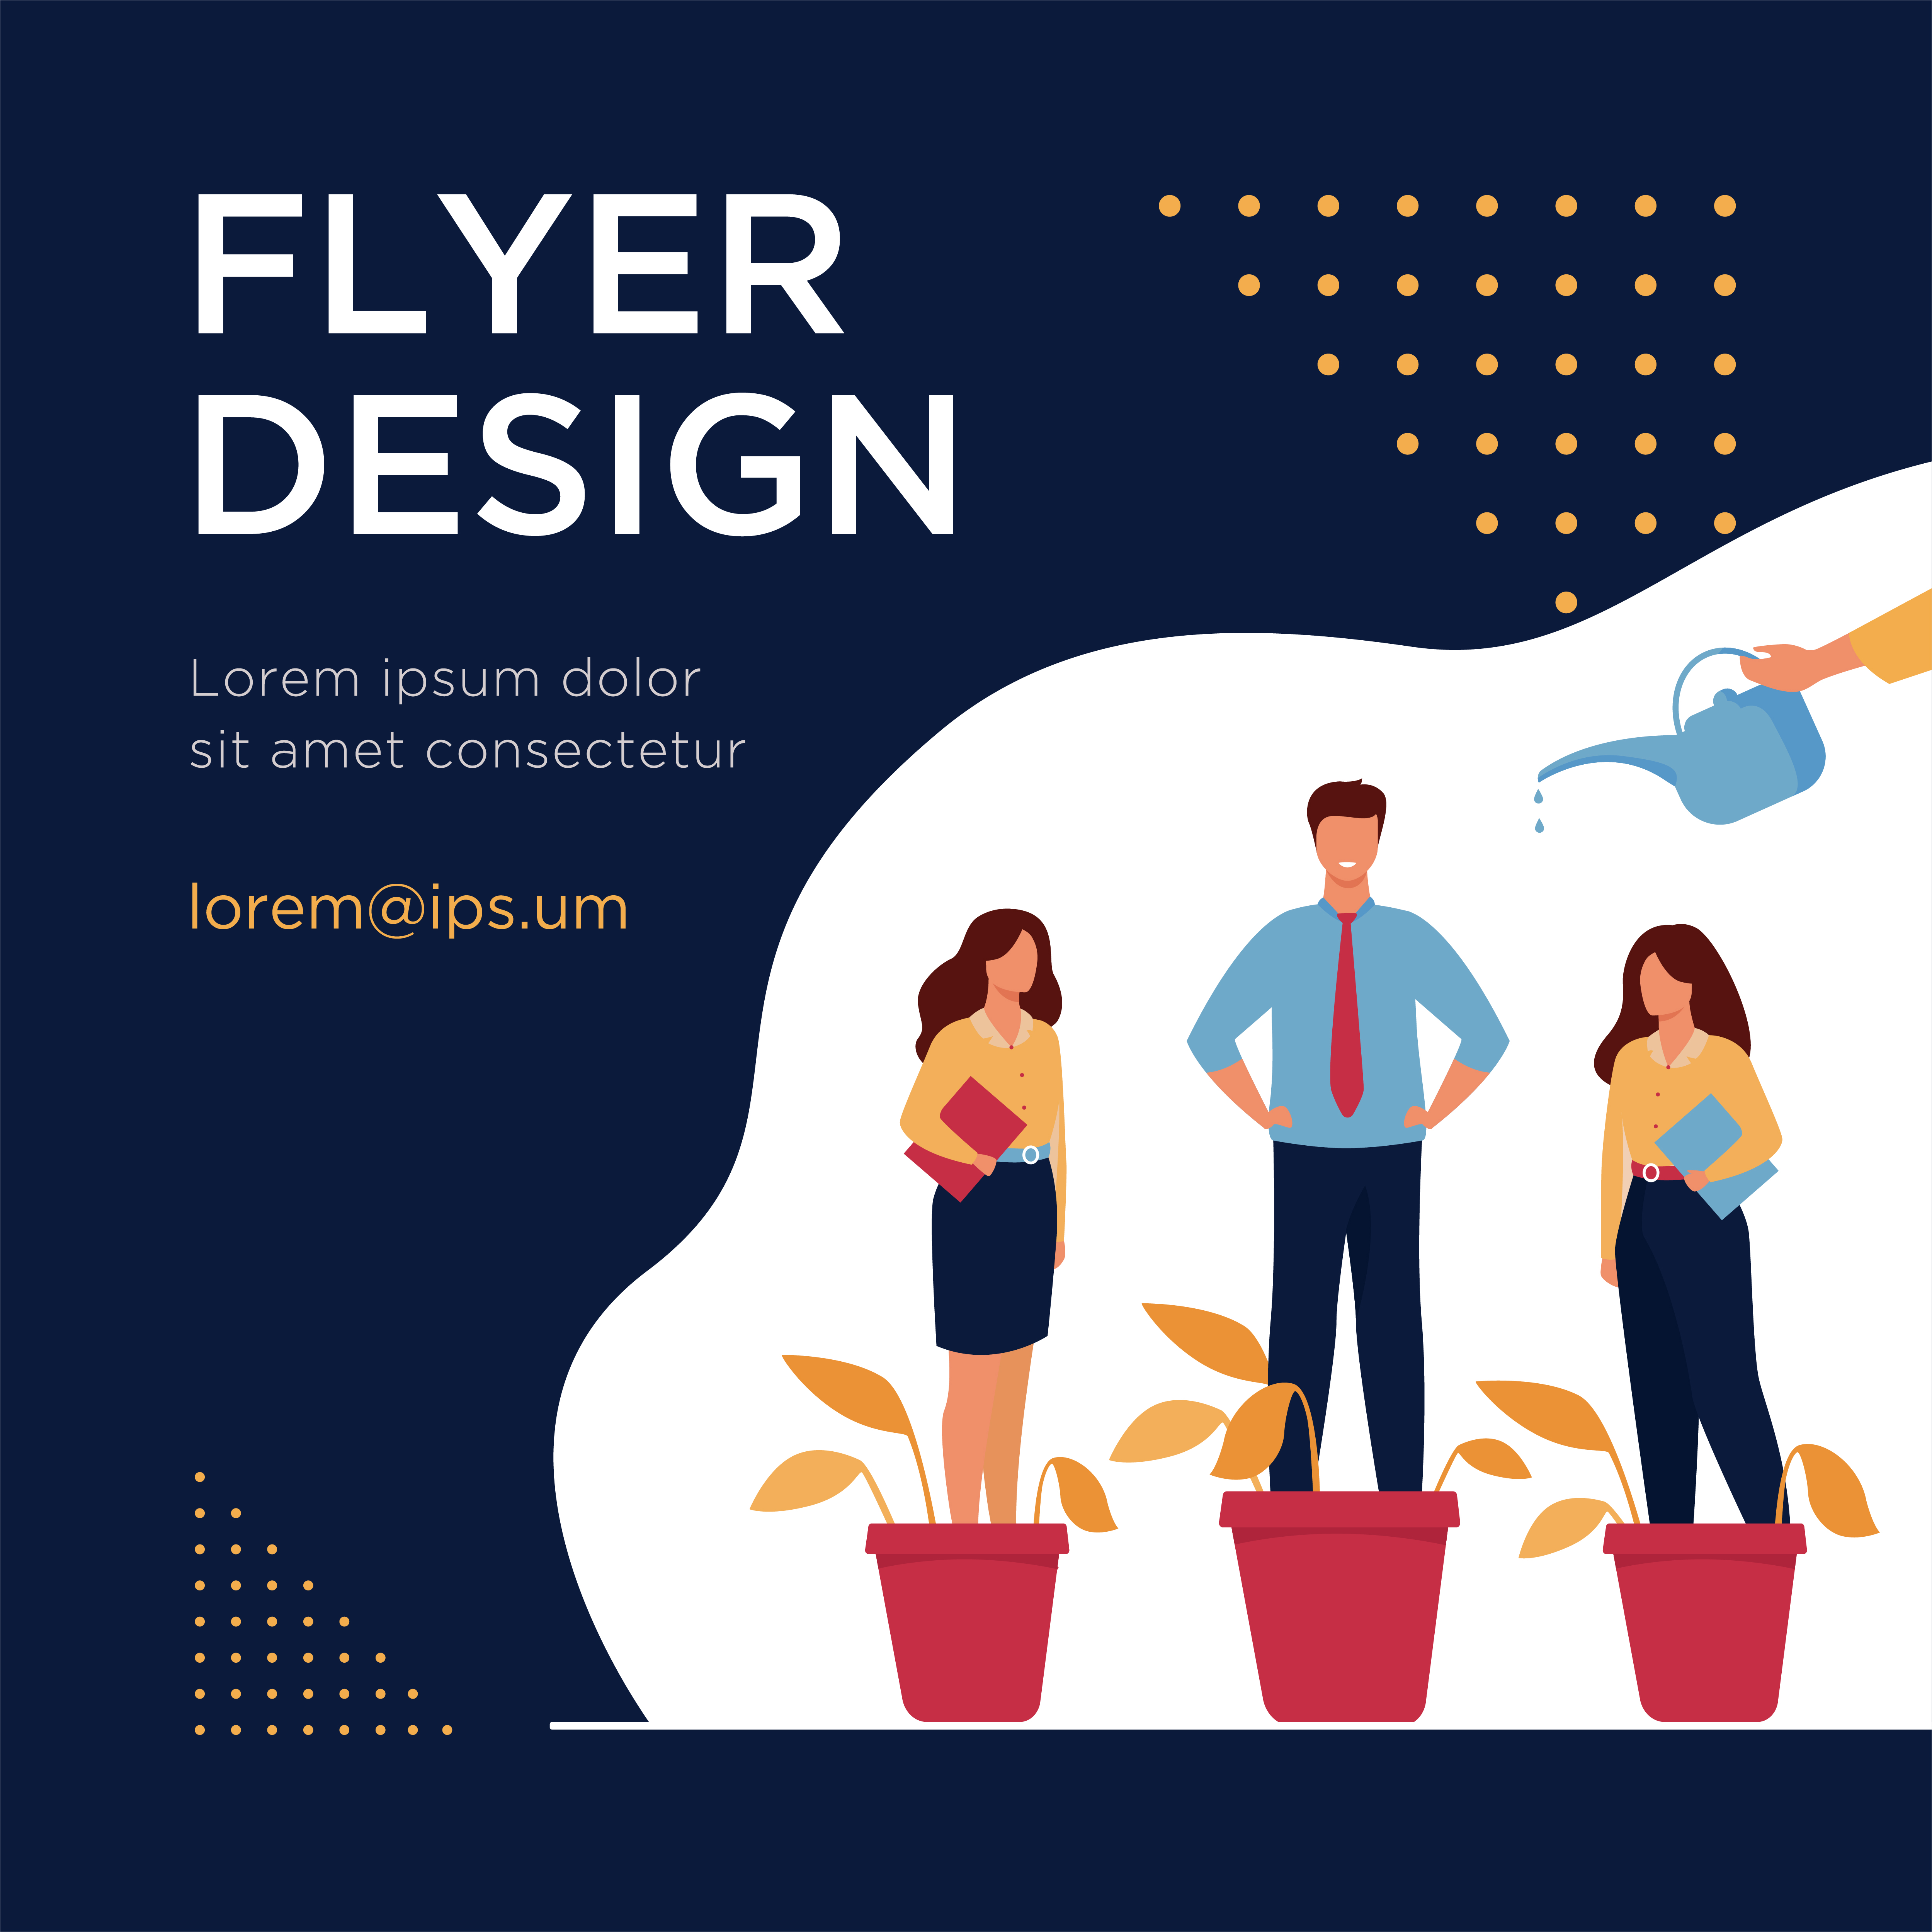 FLYER
DESIGN
Lorem ipsum dolor
sit amet consectetur
lorem@ips.um